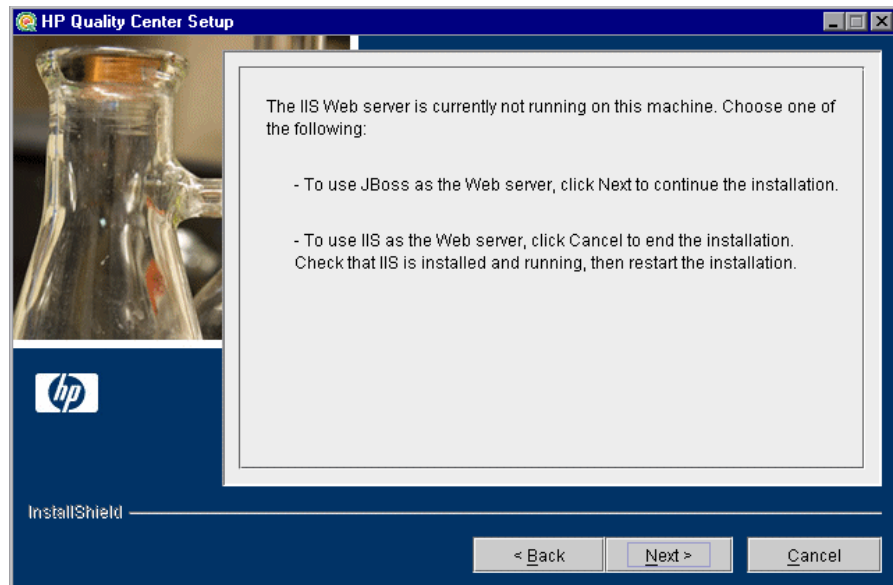 HP Quality Center Setup
The IIS Web server is currently not running on this machine. Choose one of
the following:
- To use JBoss as the Web server, click Next to continue the installation.
- To use IIS as the Web server, click Cancel to end the installation.
Check that IIS is installed and running, then restart the installation.
hp
InstallShield
< Back
Next >
Cancel